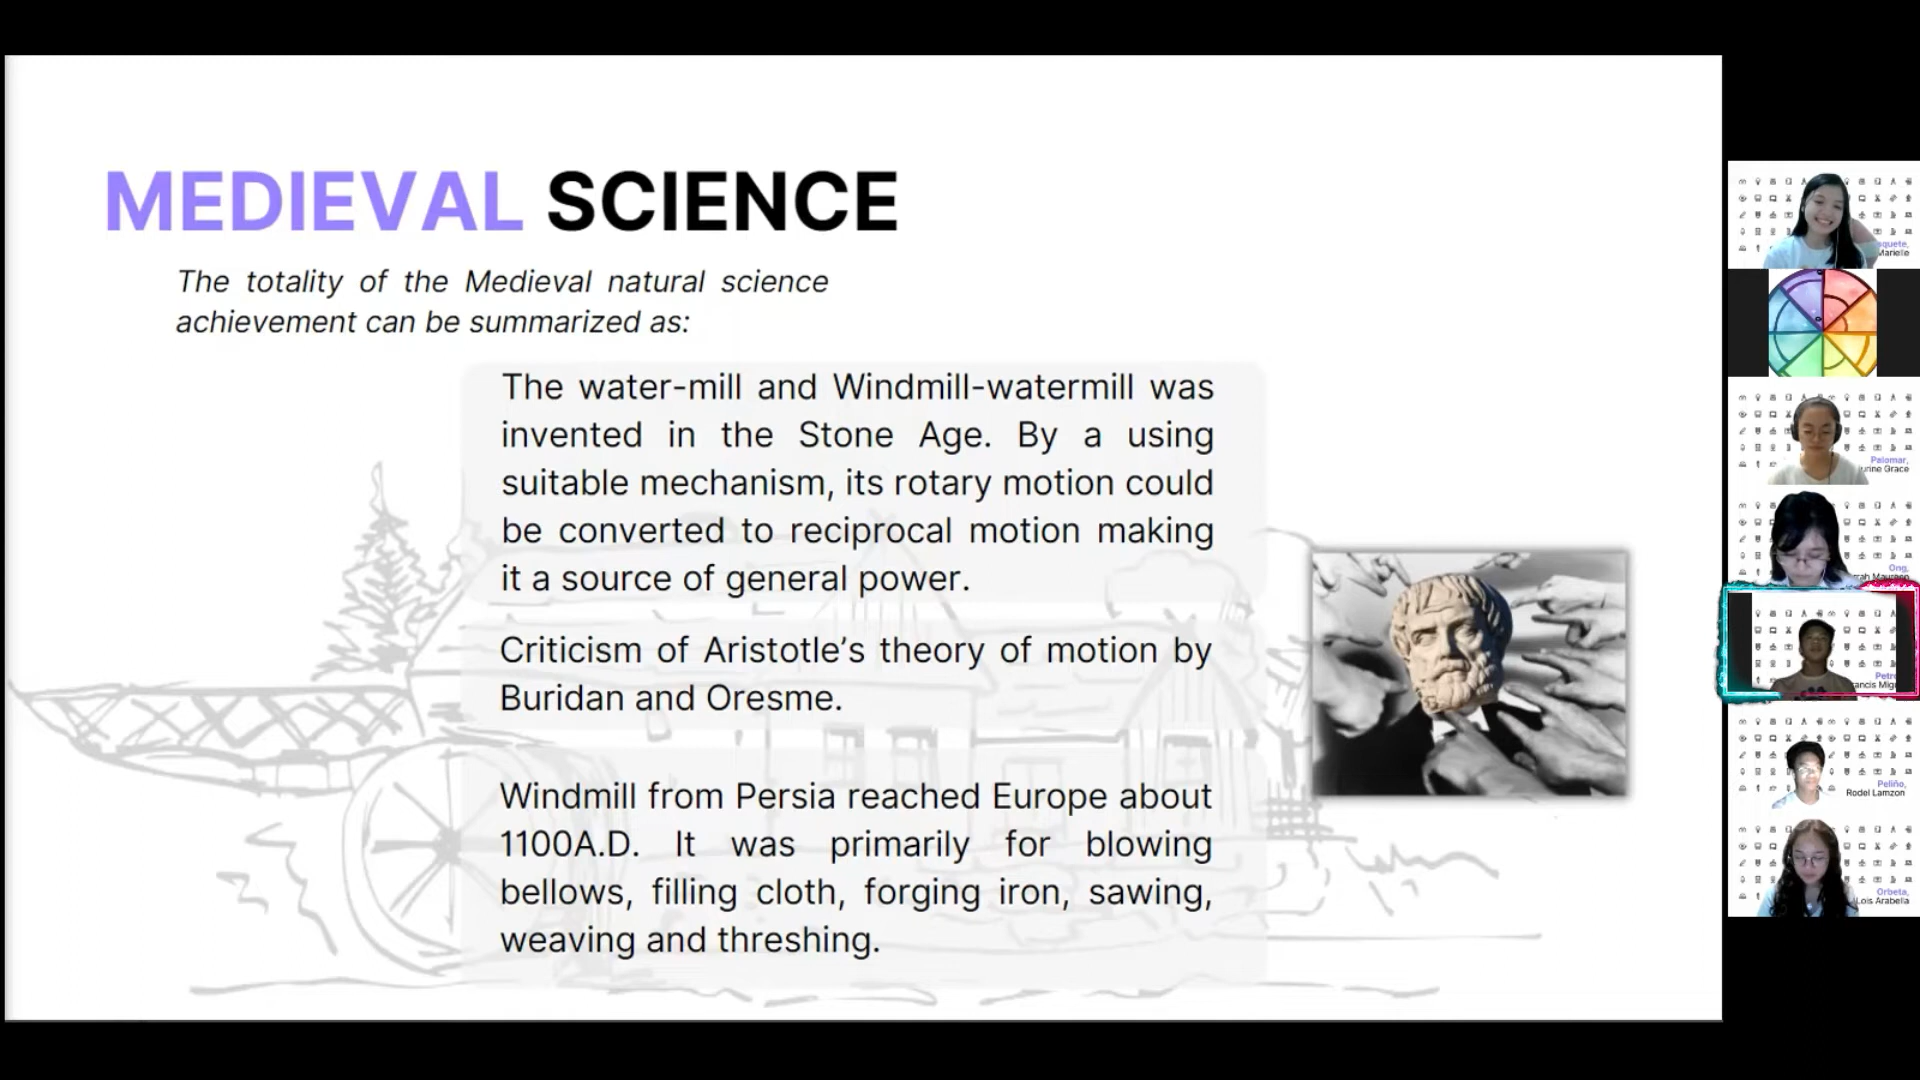 MEDIEVAL SCIENCE
The totality of the Medieval natural science
achievement can be summarized as:
The water-mill and Windmill-watermill was
invented in the Stone Age. By a using
suitable mechanism, its rotary motion could
be converted to reciprocal motion making
it a source of general power.
Criticism of Aristotle’s theory of motion by
Buridan and Oresme.
Windmill from Persia reached Europe about
1100A.D. It was primarily for blowing
bellows, filling cloth, forging iron, sawing,
weaving and threshing.
Marielle
Palomar,
Grace
Ong,
Peliño,
Rodel Lamzon
Orbeta,
Lois Arabella